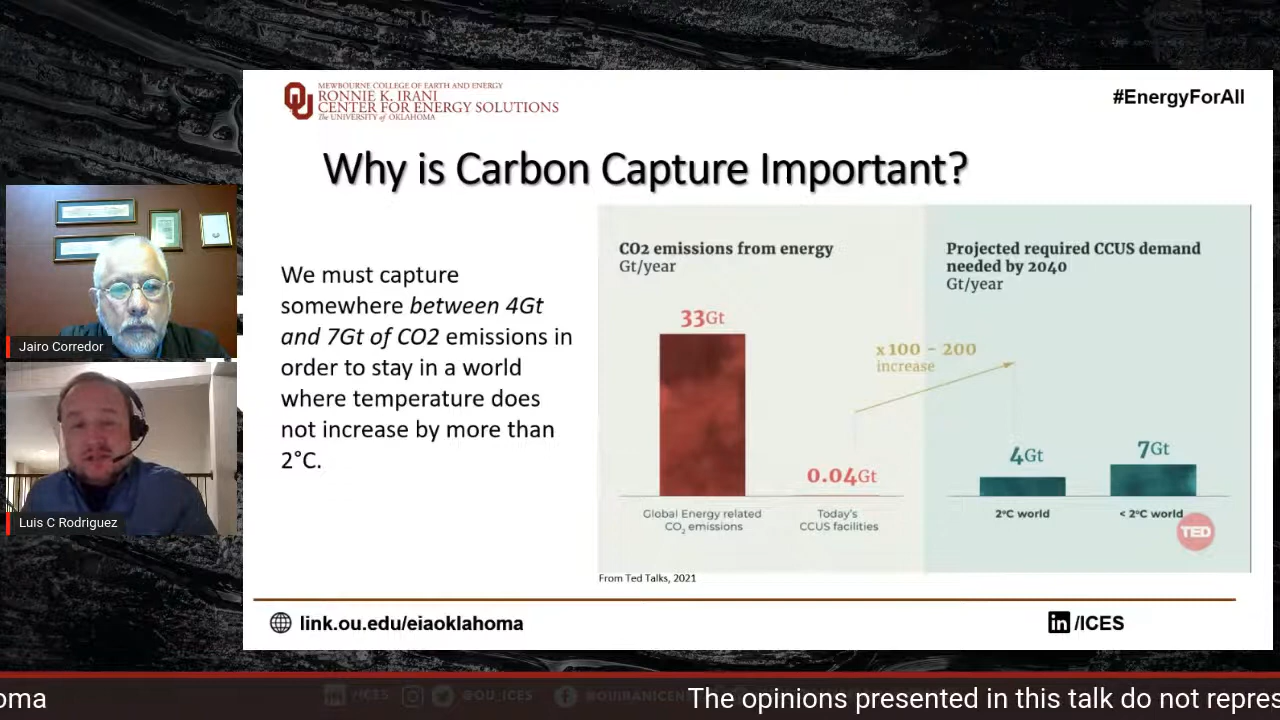 MEWBOURNE COLLEGE OF EARTH AND ENERGY
RONNIE K. IRANI
CENTER FOR ENERGY SOLUTIONS
The UNIVERSITY of OKLAHOMA
#EnergyForAll
Why is Carbon Capture Important?
We must capture
somewhere between 4Gt
and 7Gt of CO2 emissions in
order to stay in a world
where temperature does
not increase by more than
2°C.
CO2 emissions from energy
Gt/year
33Gt
0.04Gt
Global Energy related
CO2 emissions
Today's
CCUS facilities
x 100 - 200
increase
Projected required CCUS demand
needed by 2040
Gt/year
4Gt
7Gt
2°C world
< 2°C world
TED
From Ted Talks, 2021
link.ou.edu/eiaoklahoma
in /ICES
Jairo Corredor
Luis C Rodriguez
/ICES
@OU_ICES
oma
The opinions presented in this talk do not repres